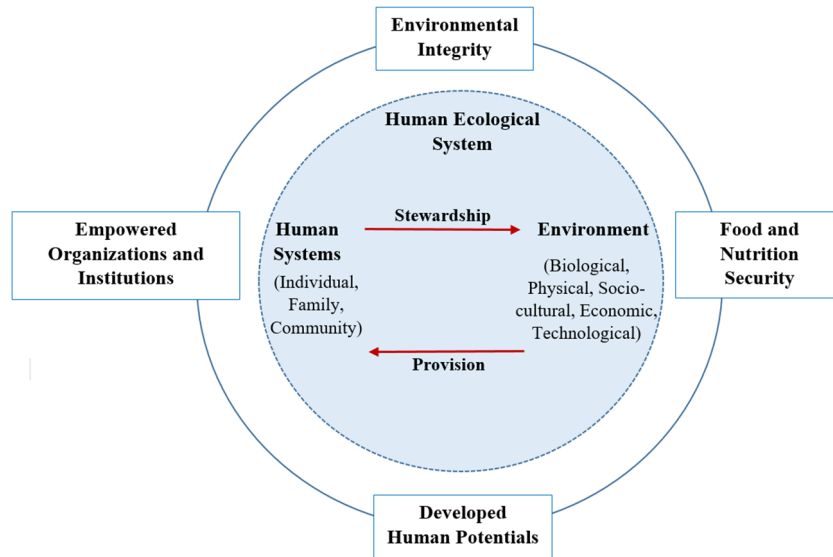 Environmental
Integrity
Human Ecological
System
Empowered
Organizations and
Institutions
Human
Systems
(Individual,
Family,
Community)
Stewardship
Environment
(Biological,
Physical, Socio-
cultural, Economic,
Technological)
Provision
Food and
Nutrition
Security
Developed
Human Potentials